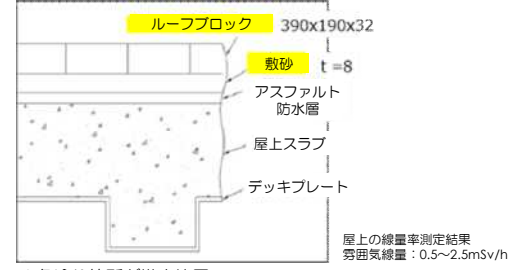 ルーフブロック 390x190x32
敷砂 t =8
アスファルト
防水層
屋上スラブ
デッキプレート
屋上の線量率測定結果
雰囲気線量:0.5~2.5mSv/h